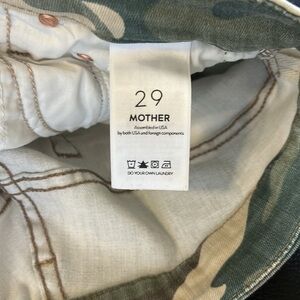 29
MOTHER
Assembled in USA
by both USA and foreign components
DO YOUR OWN LAUNDRY